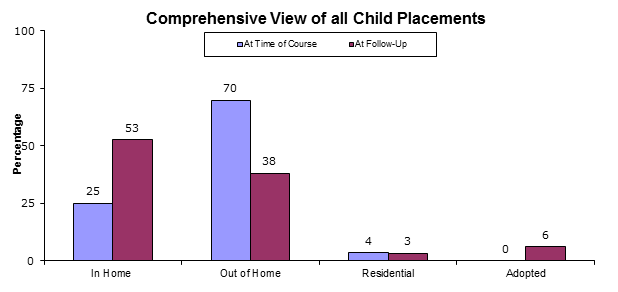 Comprehensive View of all Child Placements
At Time of Course At Follow-Up
Percentage
100
75
50
25
0
25 53 70 38 4 3 0 6
In Home Out of Home Residential Adopted